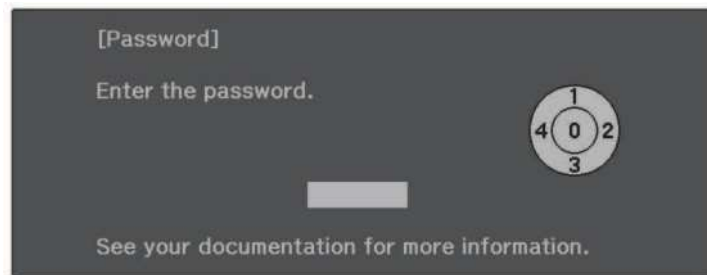 [Password]
Enter the password.
1
4 0 2
3
See your documentation for more information.